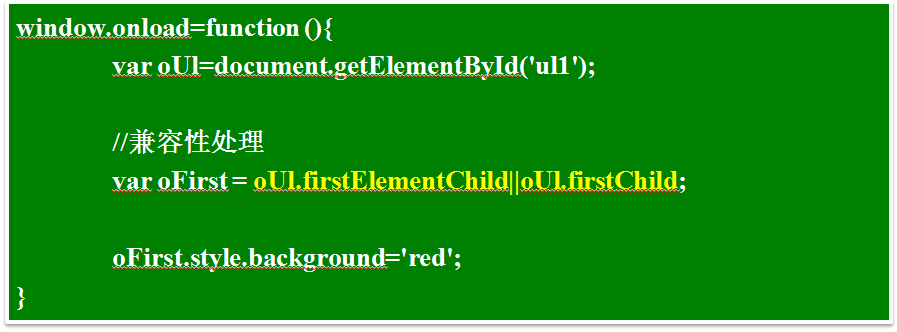 window.onload=function (){
var oUl=document.getElementById('ul1');
//兼容性处理
var oFirst = oUl.firstElementChild||oUl.firstChild;
oFirst.style.background='red';
}